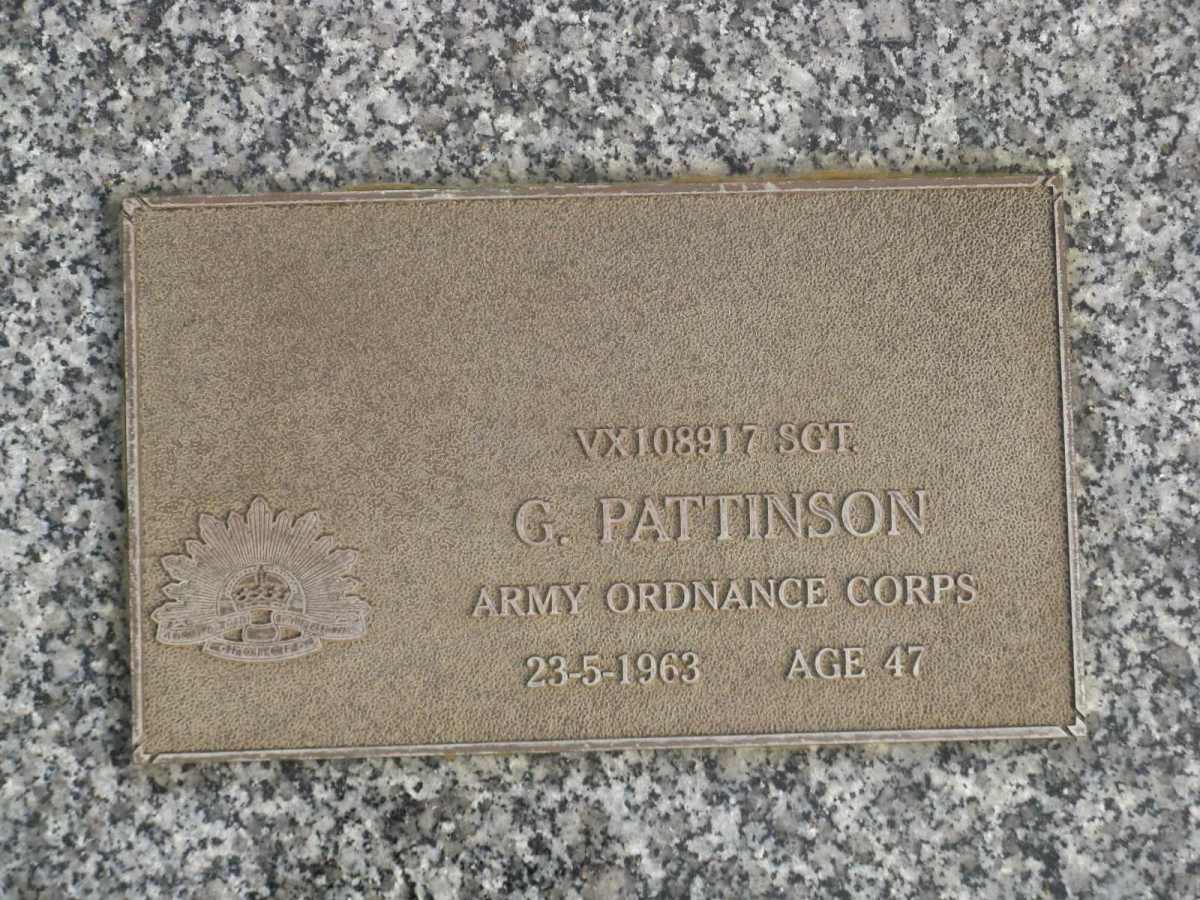 VX108917 SGT.
G. PATTINSON
ARMY ORDNANCE CORPS
23-5-1963 AGE 47